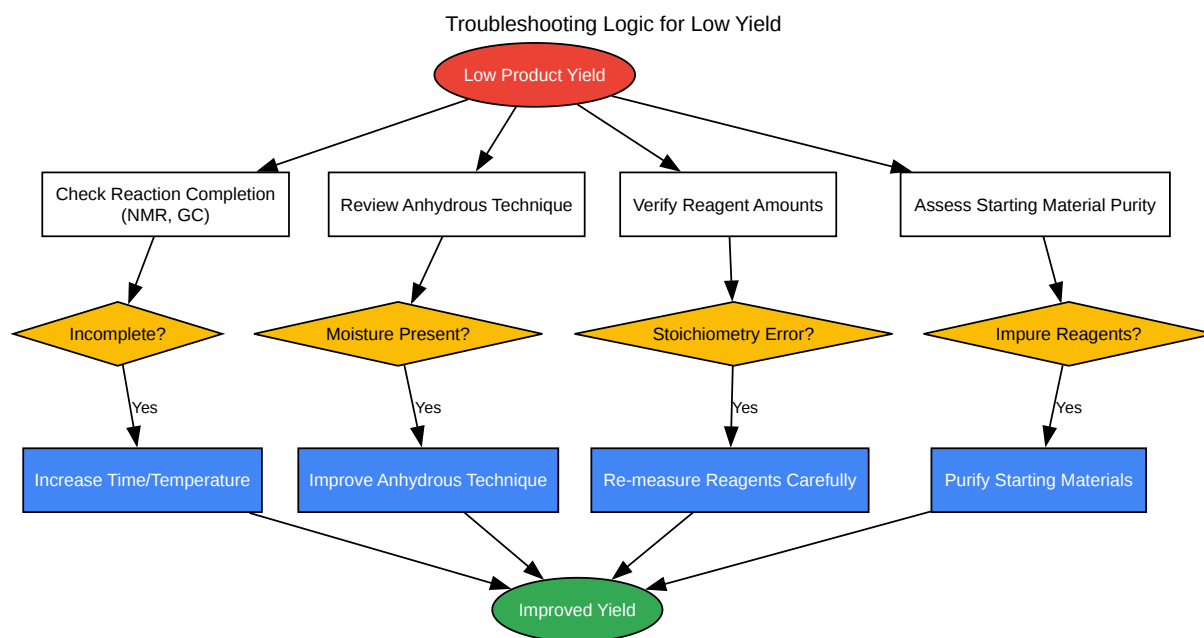 Troubleshooting Logic for Low Yield
Low Product Yield
Check Reaction Completion
(NMR, GC)
Review Anhydrous Technique
Verify Reagent Amounts
Assess Starting Material Purity
Incomplete?
Moisture Present?
Stoichiometry Error?
Impure Reagents?
Yes
Yes
Yes
Yes
Increase Time/Temperature
Improve Anhydrous Technique
Re-measure Reagents Carefully
Purify Starting Materials
Improved Yield